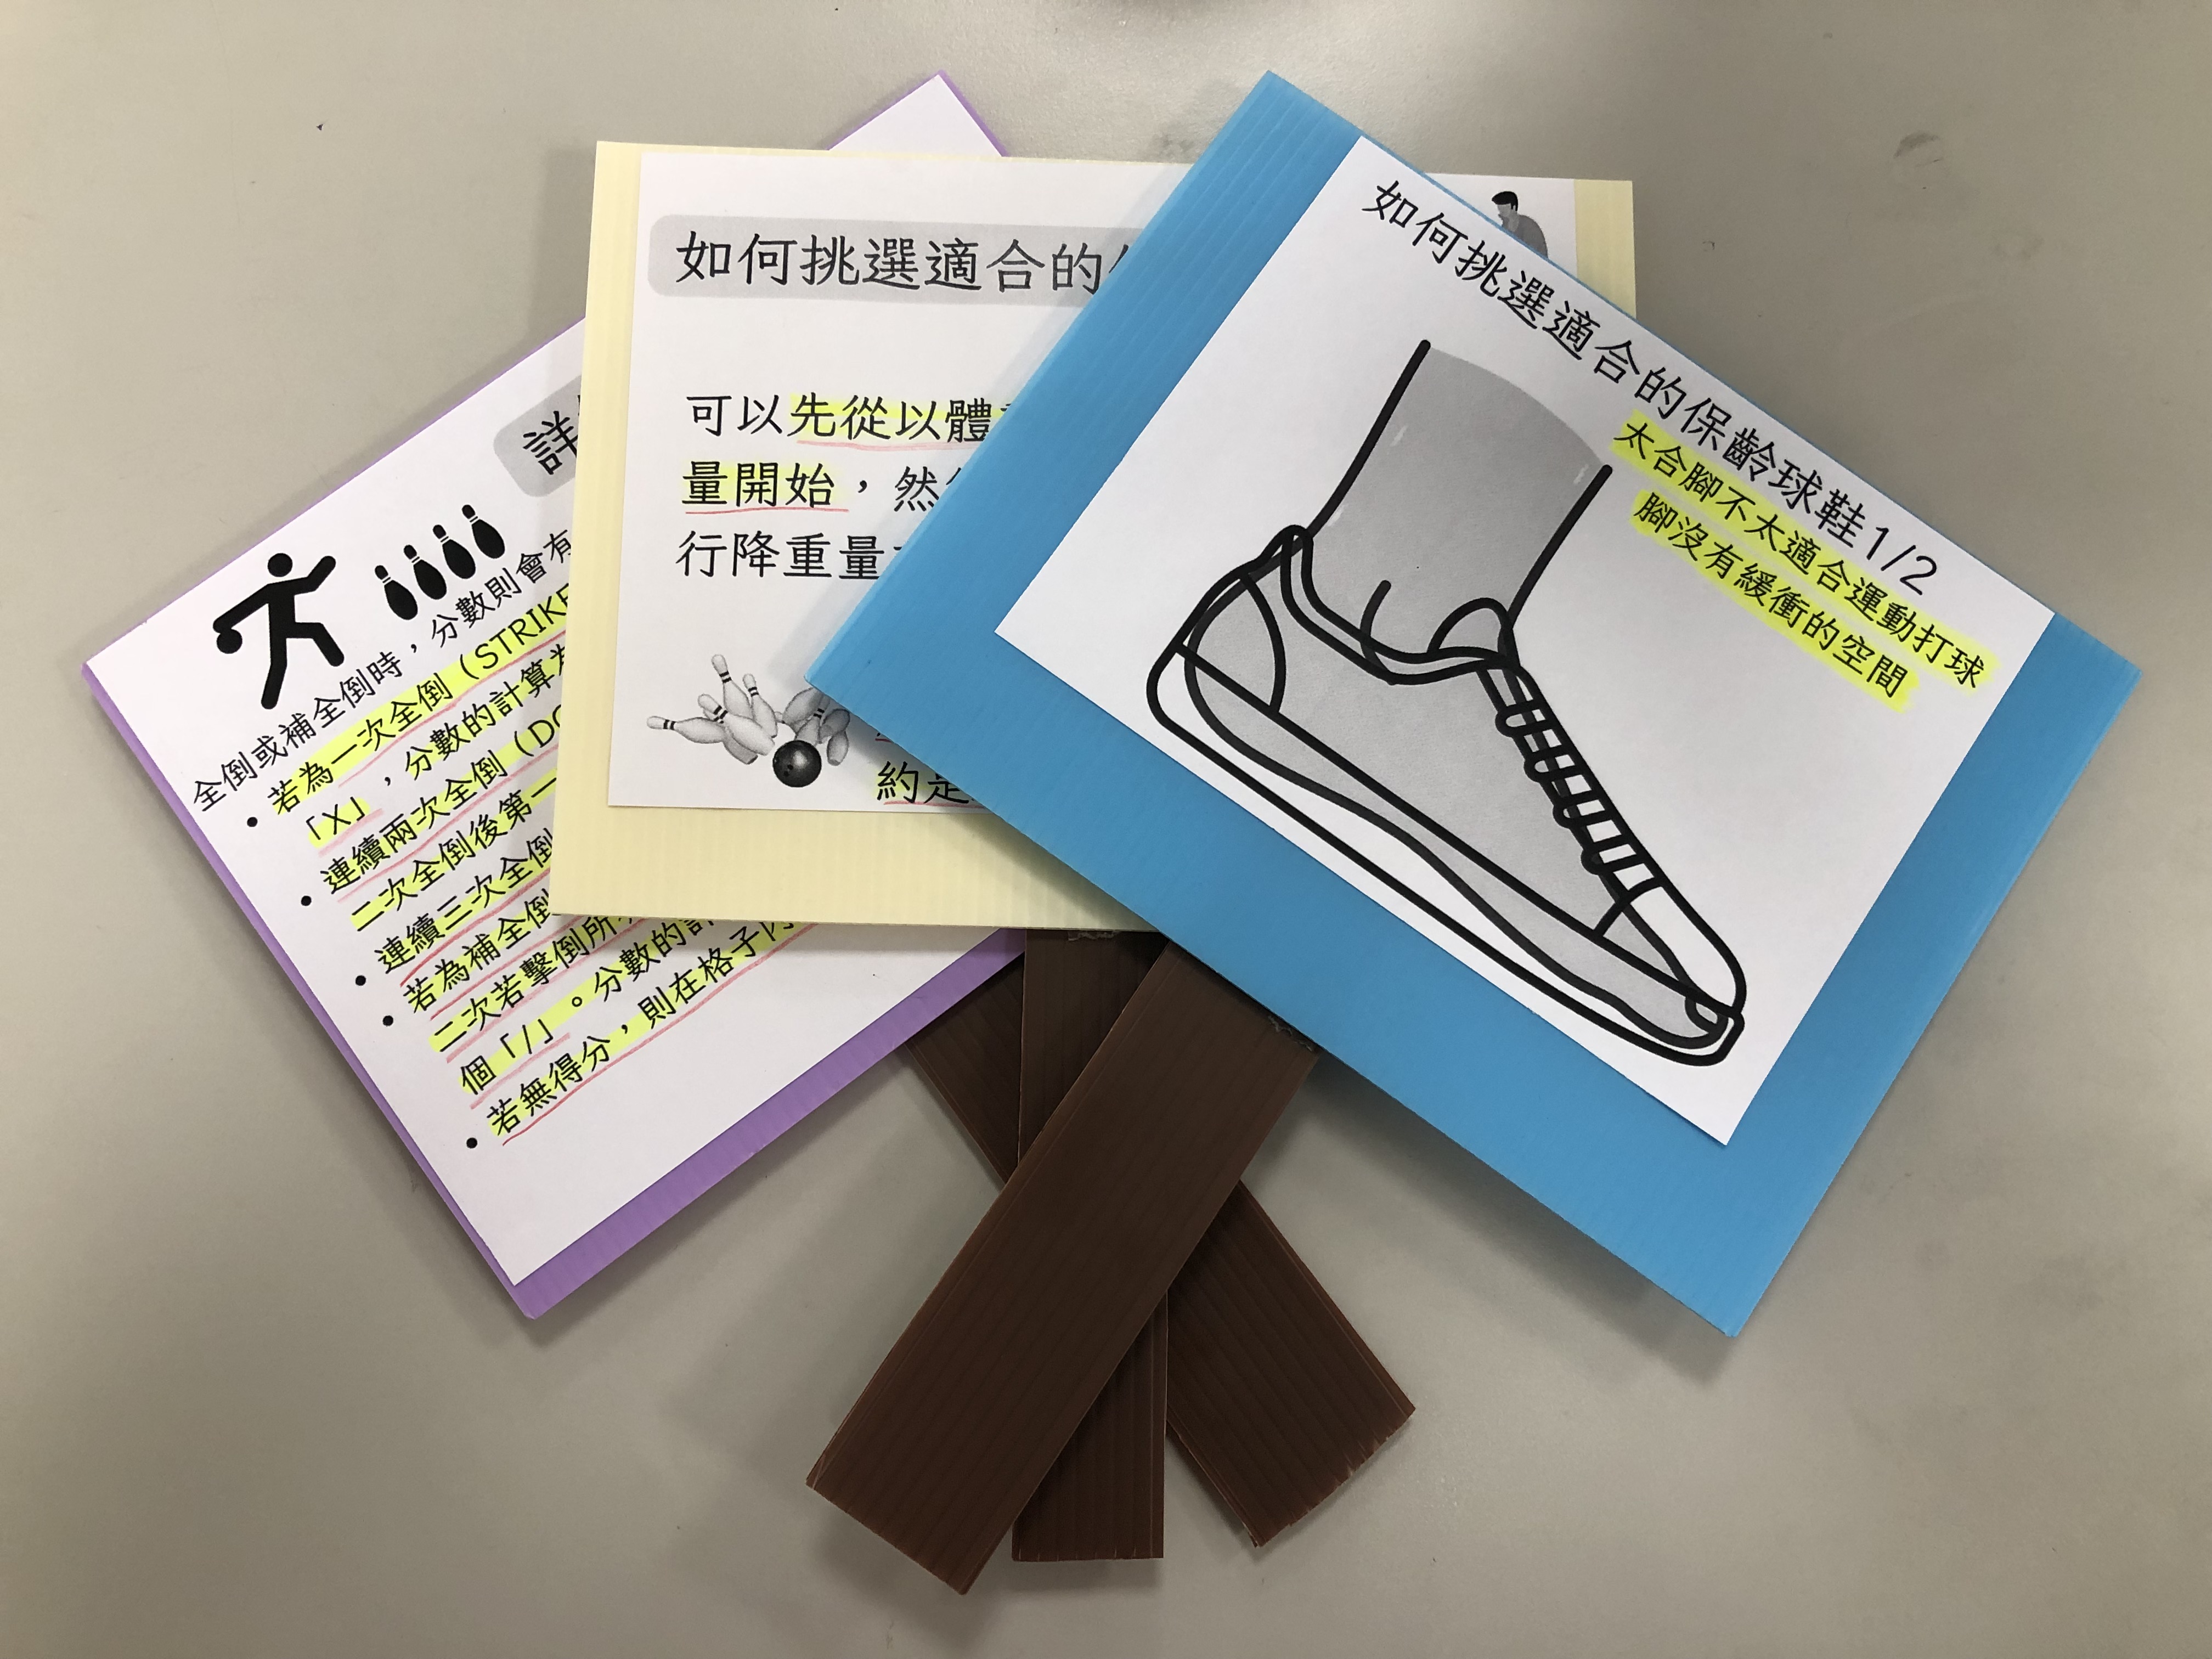 詳
全倒或補全倒時，分數則會有
若為一次全倒（STRIKE
「X」，分數的計算為
連續兩次全倒（DO
二次全倒後第一
連續三次全倒
若為補全倒
二次若擊倒所
個「/」。分數的計
若無得分，則在格子內
如何挑選適合的
可以先從以體
量開始，然
行降重量
約是
如何挑選適合的保齡球鞋1/2
太合腳不太適合運動打球
腳沒有緩衝的空間